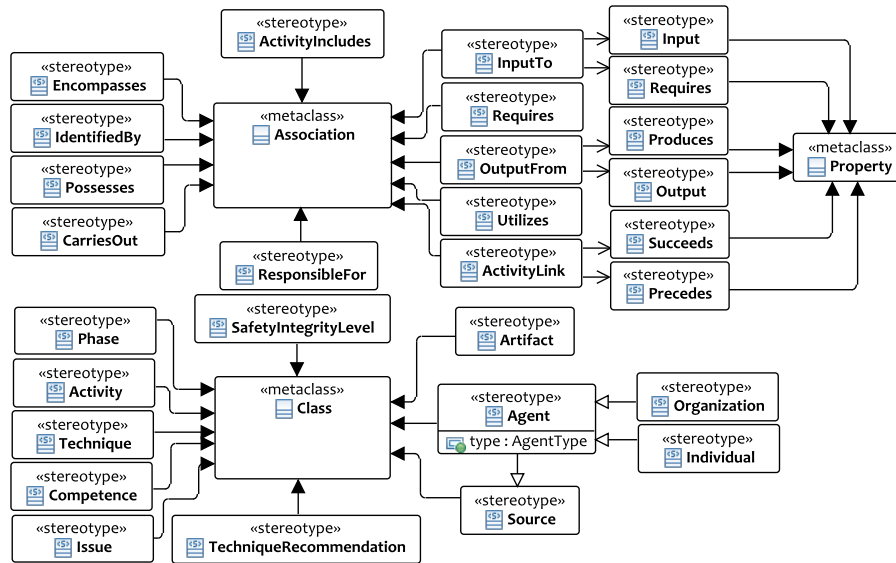 «stereotype»
ActivityIncludes
«stereotype»
Encompasses
«stereotype»
IdentifiedBy
«stereotype»
Possesses
«stereotype»
CarriesOut
«metaclass»
Association
«stereotype»
ResponsibleFor
«stereotype»
InputTo
«stereotype»
Requires
«stereotype»
OutputFrom
«stereotype»
Utilizes
«stereotype»
ActivityLink
«stereotype»
Input
«stereotype»
Requires
«stereotype»
Produces
«stereotype»
Output
«stereotype»
Succeeds
«stereotype»
Precedes
«metaclass»
Property
«stereotype»
SafetyIntegrityLevel
«stereotype»
Phase
«stereotype»
Activity
«stereotype»
Technique
«stereotype»
Competence
«stereotype»
Issue
«metaclass»
Class
«stereotype»
TechniqueRecommendation
«stereotype»
Artifact
«stereotype»
Agent
type : AgentType
«stereotype»
Source
«stereotype»
Organization
«stereotype»
Individual